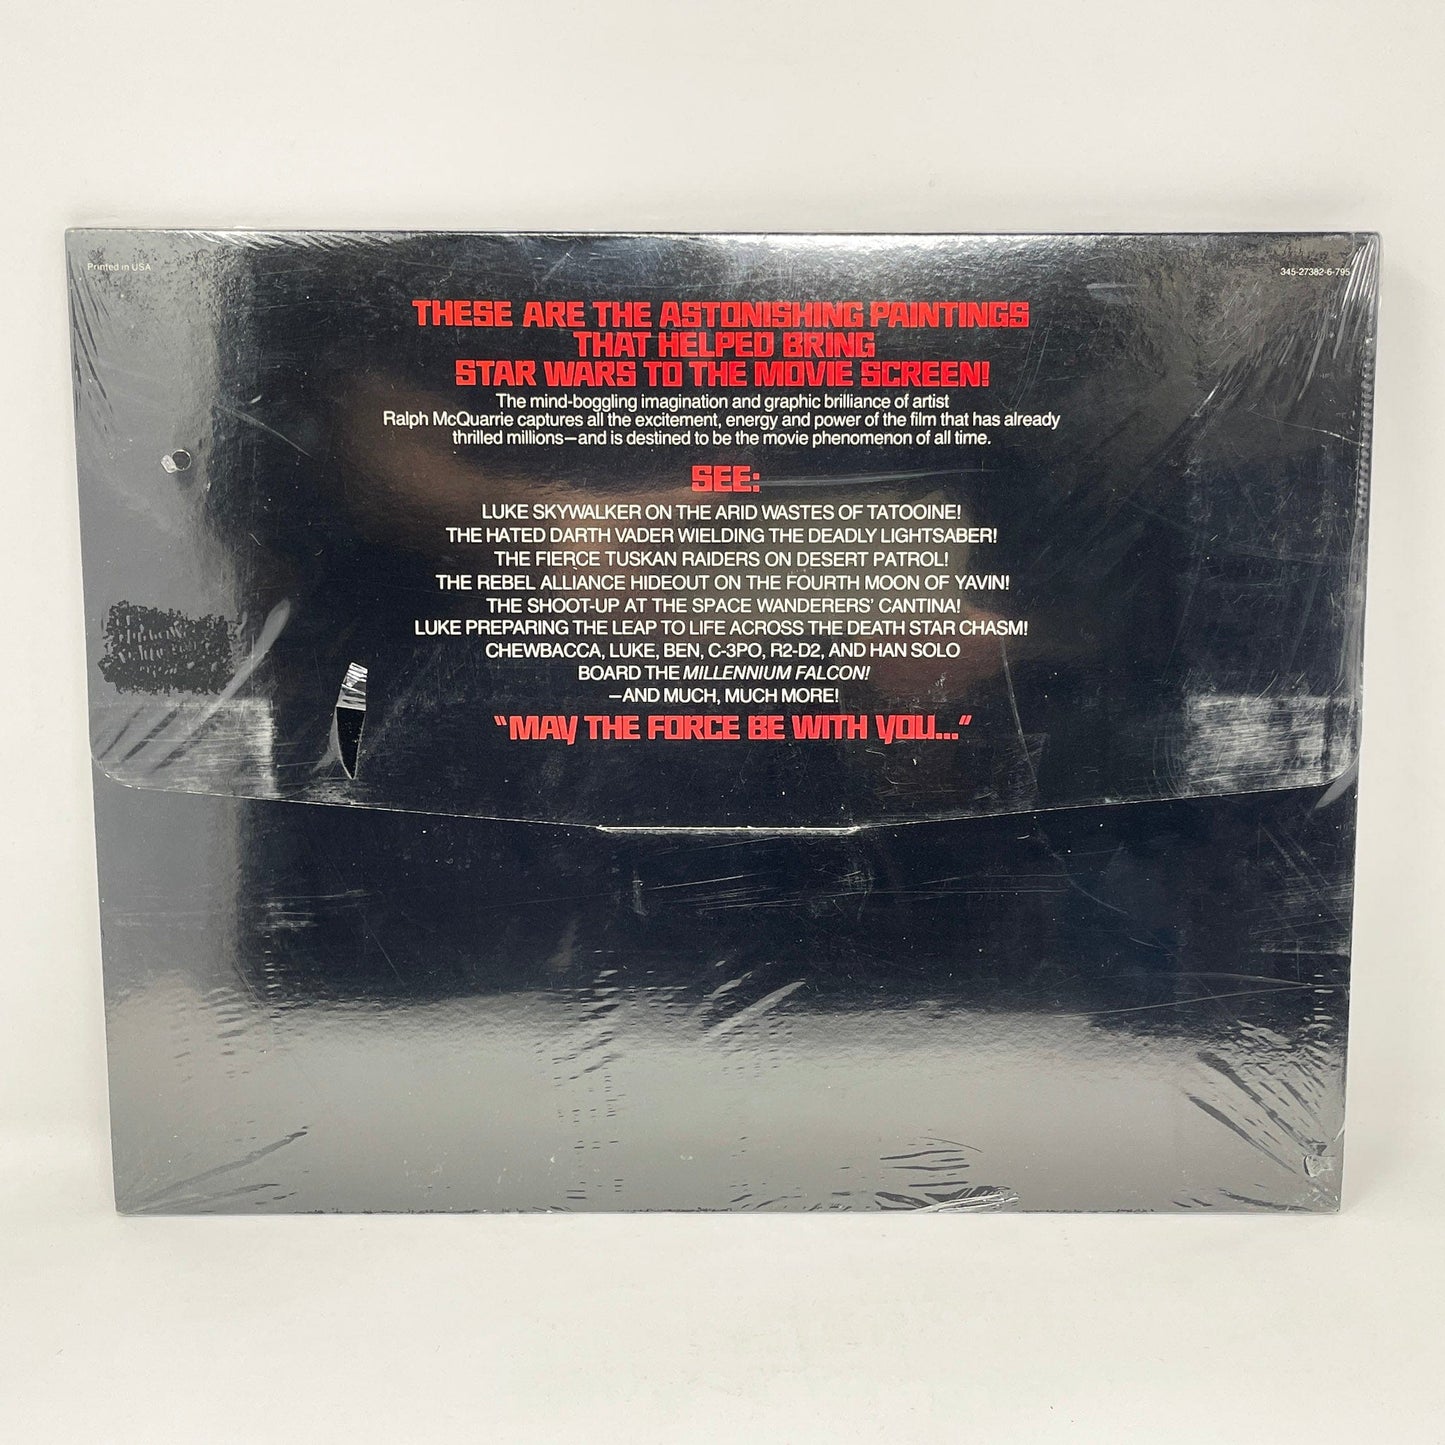 Printed in USA
345-27382-6-795
THESE ARE THE ASTONISHING PAINTINGS
THAT HELPED BRING
STAR WARS TO THE MOVIE SCREEN!
The mind-boggling imagination and graphic brilliance of artist
Ralph McQuarrie captures all the excitement, energy and power of the film that has already
thrilled millions—and is destined to be the movie phenomenon of all time.
SEE:
LUKE SKYWALKER ON THE ARID WASTES OF TATOOINE!
THE HATED DARTH VADER WIELDING THE DEADLY LIGHTSABER!
THE FIERCE TUSKAN RAIDERS ON DESERT PATROL!
THE REBEL ALLIANCE HIDEOUT ON THE FOURTH MOON OF YAVIN!
THE SHOOT-UP AT THE SPACE WANDERERS' CANTINA!
LUKE PREPARING THE LEAP TO LIFE ACROSS THE DEATH STAR CHASM!
CHEWBACCA, LUKE, BEN, C-3PO, R2-D2, AND HAN SOLO
BOARD THE MILLENNIUM FALCON!
—AND MUCH, MUCH MORE!
"MAY THE FORCE BE WITH YOU..."